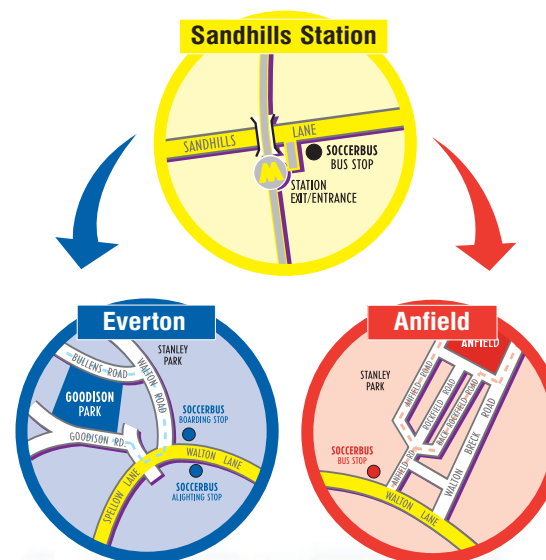 Sandhills Station
SANDHILLS LANE
SOCCERBUS
BUS STOP
M
STATION
EXIT/ENTRANCE
Everton
STANLEY
PARK
BULLENS ROAD
WALTON ROAD
GOODISON
PARK
GOODISON RD
SOCCERBUS
BOARDING STOP
WALTON LANE
SPELLOW LANE
SOCCERBUS
ALIGHTING STOP
Anfield
ANFIELD
STANLEY
PARK
ANFIELD ROAD
ROCKFIELD ROAD
BACK ROCKFIELD ROAD
WALTON BRECK ROAD
SOCCERBUS
BUS STOP
ANFIELD RD
WALTON LANE